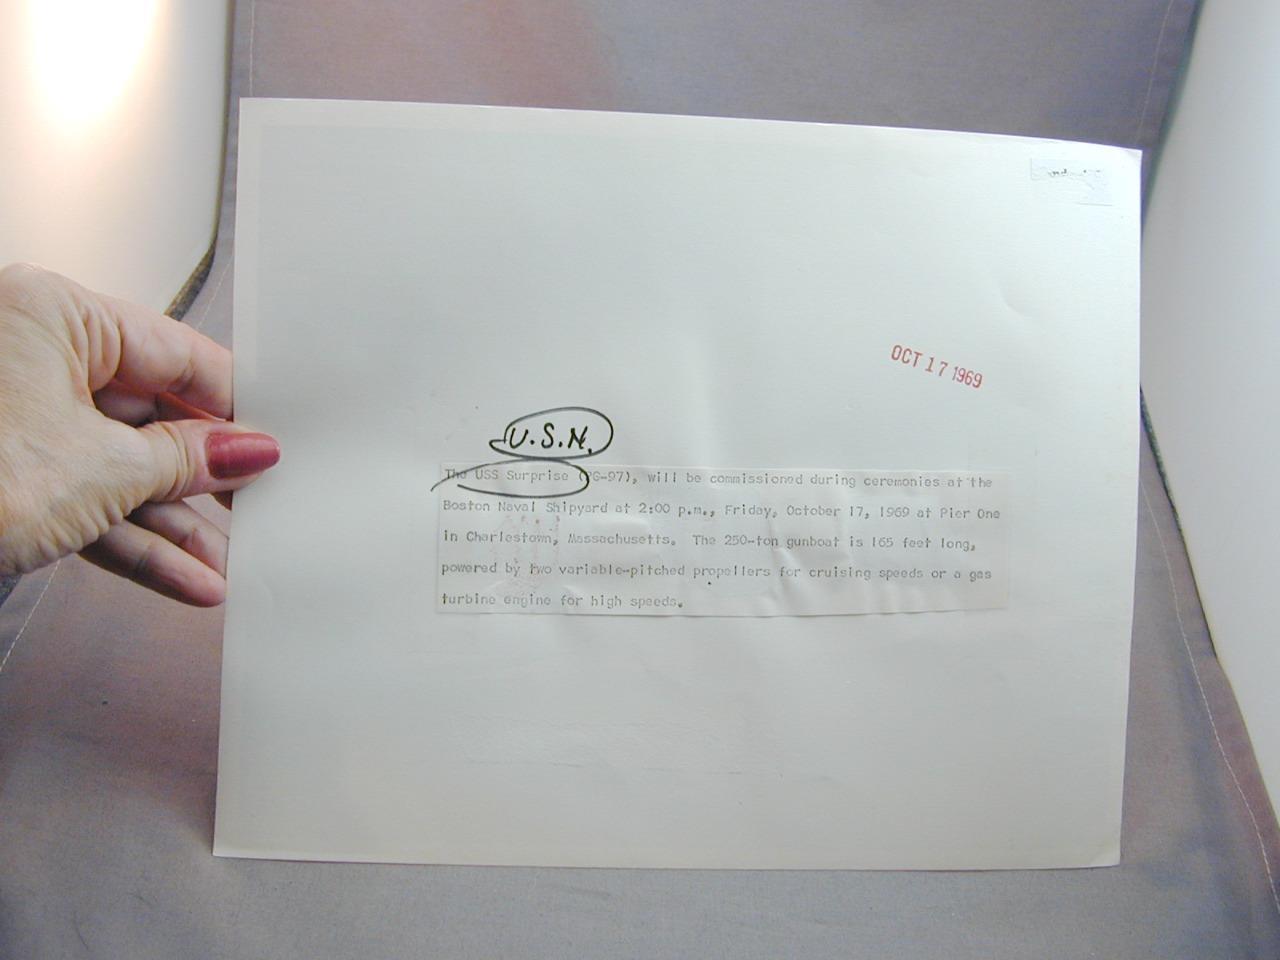 OCT 17 1969
U.S.N.
The USS Surprise (PG-97), will be commissioned during ceremonies at the
Boston Naval Shipyard at 2:00 p.m., Friday, October 17, 1969 at Pier One
in Charlestown, Massachusetts. The 250-ton gunboat is 165 feet long,
powered by two variable-pitched propellers for cruising speeds or a gas
turbine engine for high speeds.